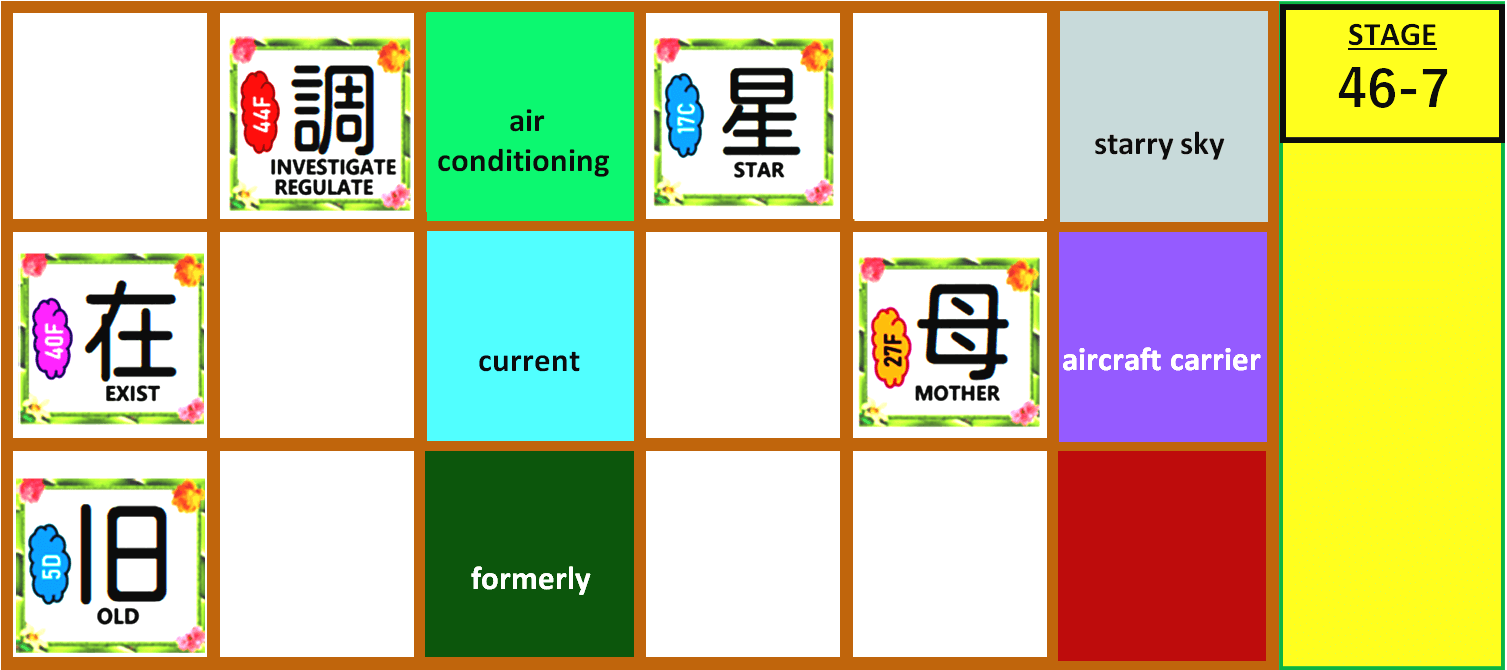 44F
調
INVESTIGATE
REGULATE
air
conditioning
17C
星
STAR
starry sky
STAGE
46-7
40F
在
EXIST
current
27F
母
MOTHER
aircraft carrier
5D
旧
OLD
formerly